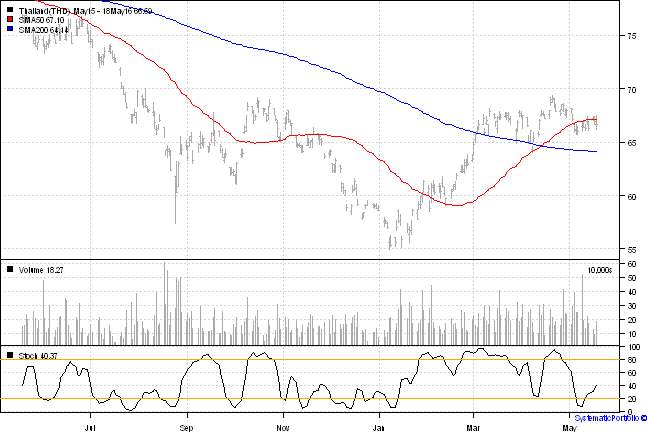 Thailand(THD) May15 - 18May16 66.69
SMA50 67.10
SMA200 64.14
75
70
65
60
55
Volume 18.27
10,000s
60
50
40
30
20
10
Stoch 40.37
100
80
60
40
20
0
Jul Sep Nov Jan Mar May
SystematicPortfolio ©